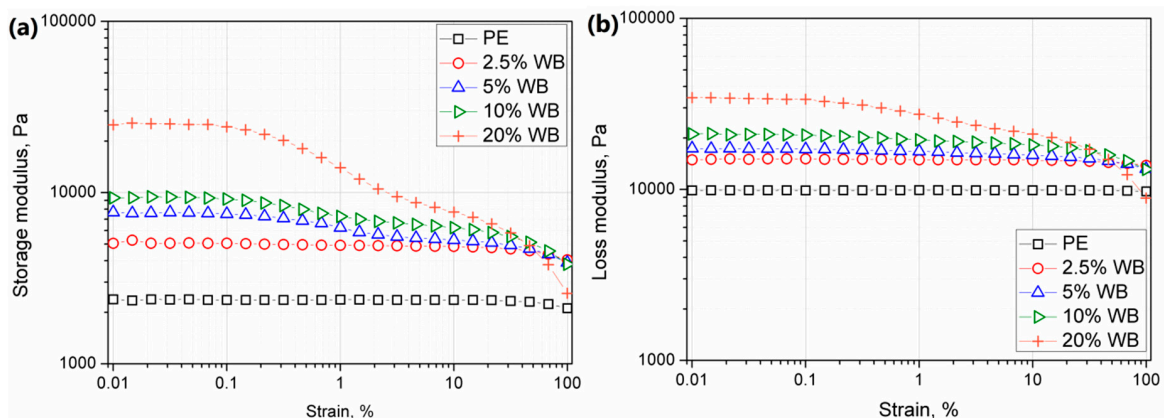 (a)
100000
10000
1000
Storage modulus, Pa
PE
2.5% WB
5% WB
10% WB
20% WB
0.01
0.1
1
10
100
Strain, %
(b)
100000
10000
1000
Loss modulus, Pa
PE
2.5% WB
5% WB
10% WB
20% WB
0.01
0.1
1
10
100
Strain, %